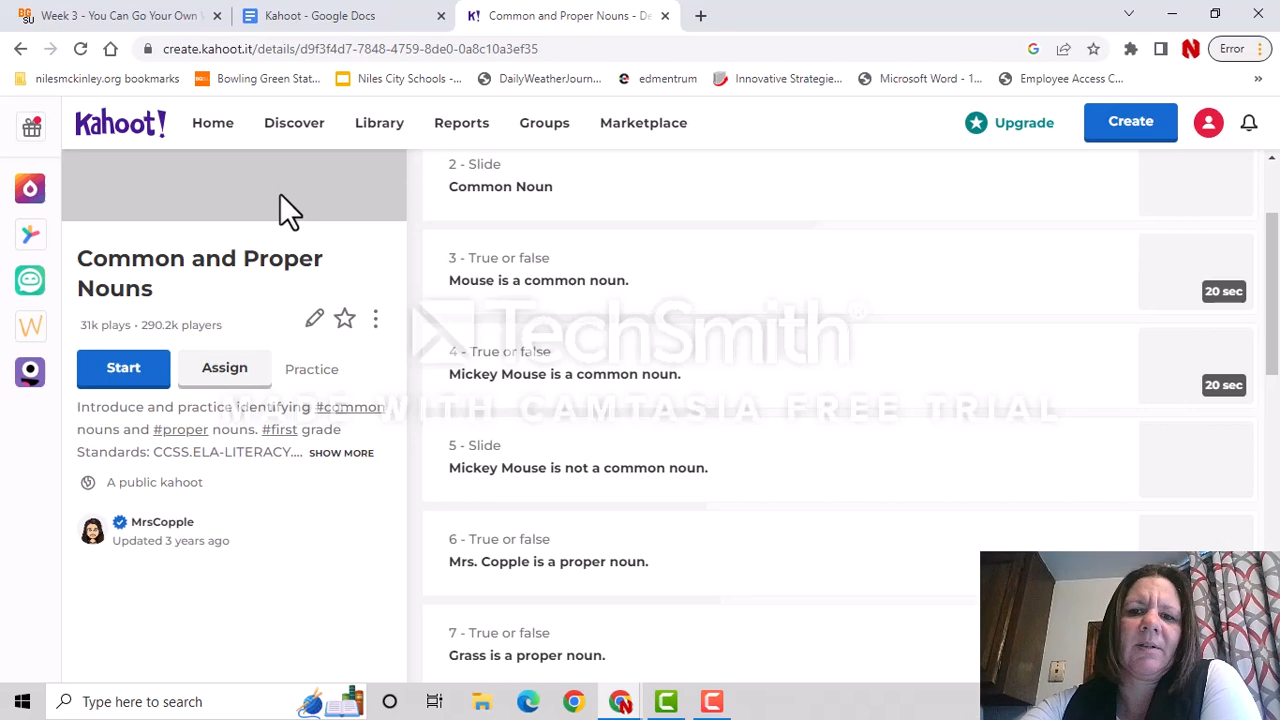 Week 3 - You Can Go Your Own W
Kahoot - Google Docs
Common and Proper Nouns - De
create.kahoot.it/details/d9f3f4d7-7848-4759-8de0-0a8c10a3ef35
Error
nilesmckinley.org bookmarks
Bowling Green Stat...
Niles City Schools -...
DailyWeatherJourn...
edmentrum
Innovative Strategie...
Microsoft Word - 1...
Employee Access C...
Kahoot!
Home
Discover
Library
Reports
Groups
Marketplace
Upgrade
Create
Common and Proper
Nouns
31k plays • 290.2k players
Start
Assign
Practice
Introduce and practice identifying #common
nouns and #proper nouns. #first grade
Standards: CCSS.ELA-LITERACY.... SHOW MORE
A public kahoot
MrsCopple
Updated 3 years ago
2 - Slide
Common Noun
3 - True or false
Mouse is a common noun.
20 sec
4 - True or false
Mickey Mouse is a common noun.
20 sec
5 - Slide
Mickey Mouse is not a common noun.
6 - True or false
Mrs. Copple is a proper noun.
7 - True or false
Grass is a proper noun.
TechSmith®
MADE WITH CAMTASIA FREE TRIAL
Type here to search